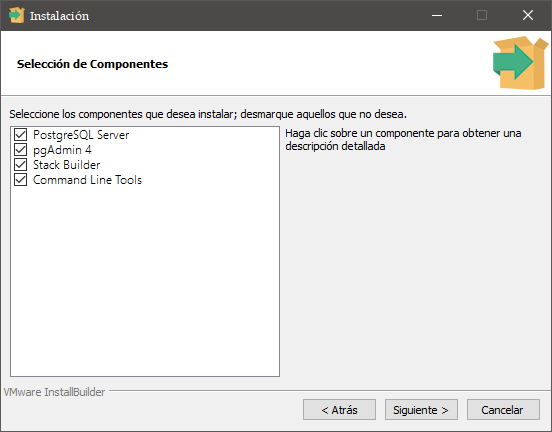 Instalación
Selección de Componentes
Seleccione los componentes que desea instalar; desmarque aquellos que no desea.
PostgreSQL Server
pgAdmin 4
Stack Builder
Command Line Tools
Haga clic sobre un componente para obtener una
descripción detallada
VMware InstallBuilder
< Atrás
Siguiente >
Cancelar